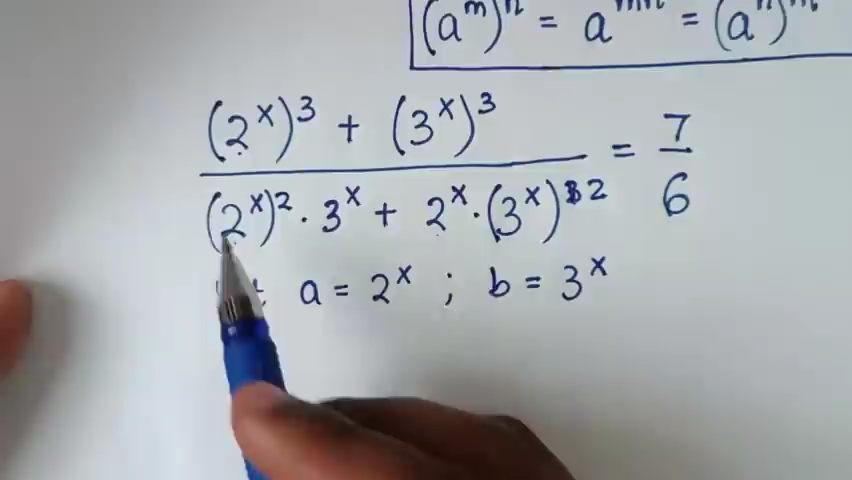 (a^m)^n = a^mn = (a^n)^m
((2^x)^3 + (3^x)^3) / ((2^x)^2 · 3^x + 2^x · (3^x)^2) = 7/6
a = 2^x ; b = 3^x